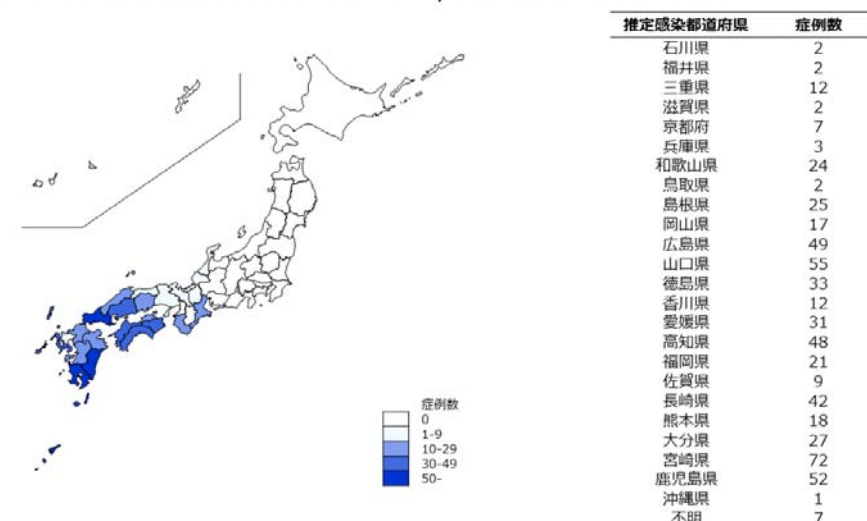 推定感染都道府県 症例数
石川県 2
福井県 2
三重県 12
滋賀県 2
京都府 7
兵庫県 3
和歌山県 24
鳥取県 2
島根県 25
岡山県 17
広島県 49
山口県 55
徳島県 33
香川県 12
愛媛県 31
高知県 48
福岡県 21
佐賀県 9
長崎県 42
熊本県 18
大分県 27
宮崎県 72
鹿児島県 52
沖縄県 1
不明 7
症例数
0
1-9
10-29
30-49
50-